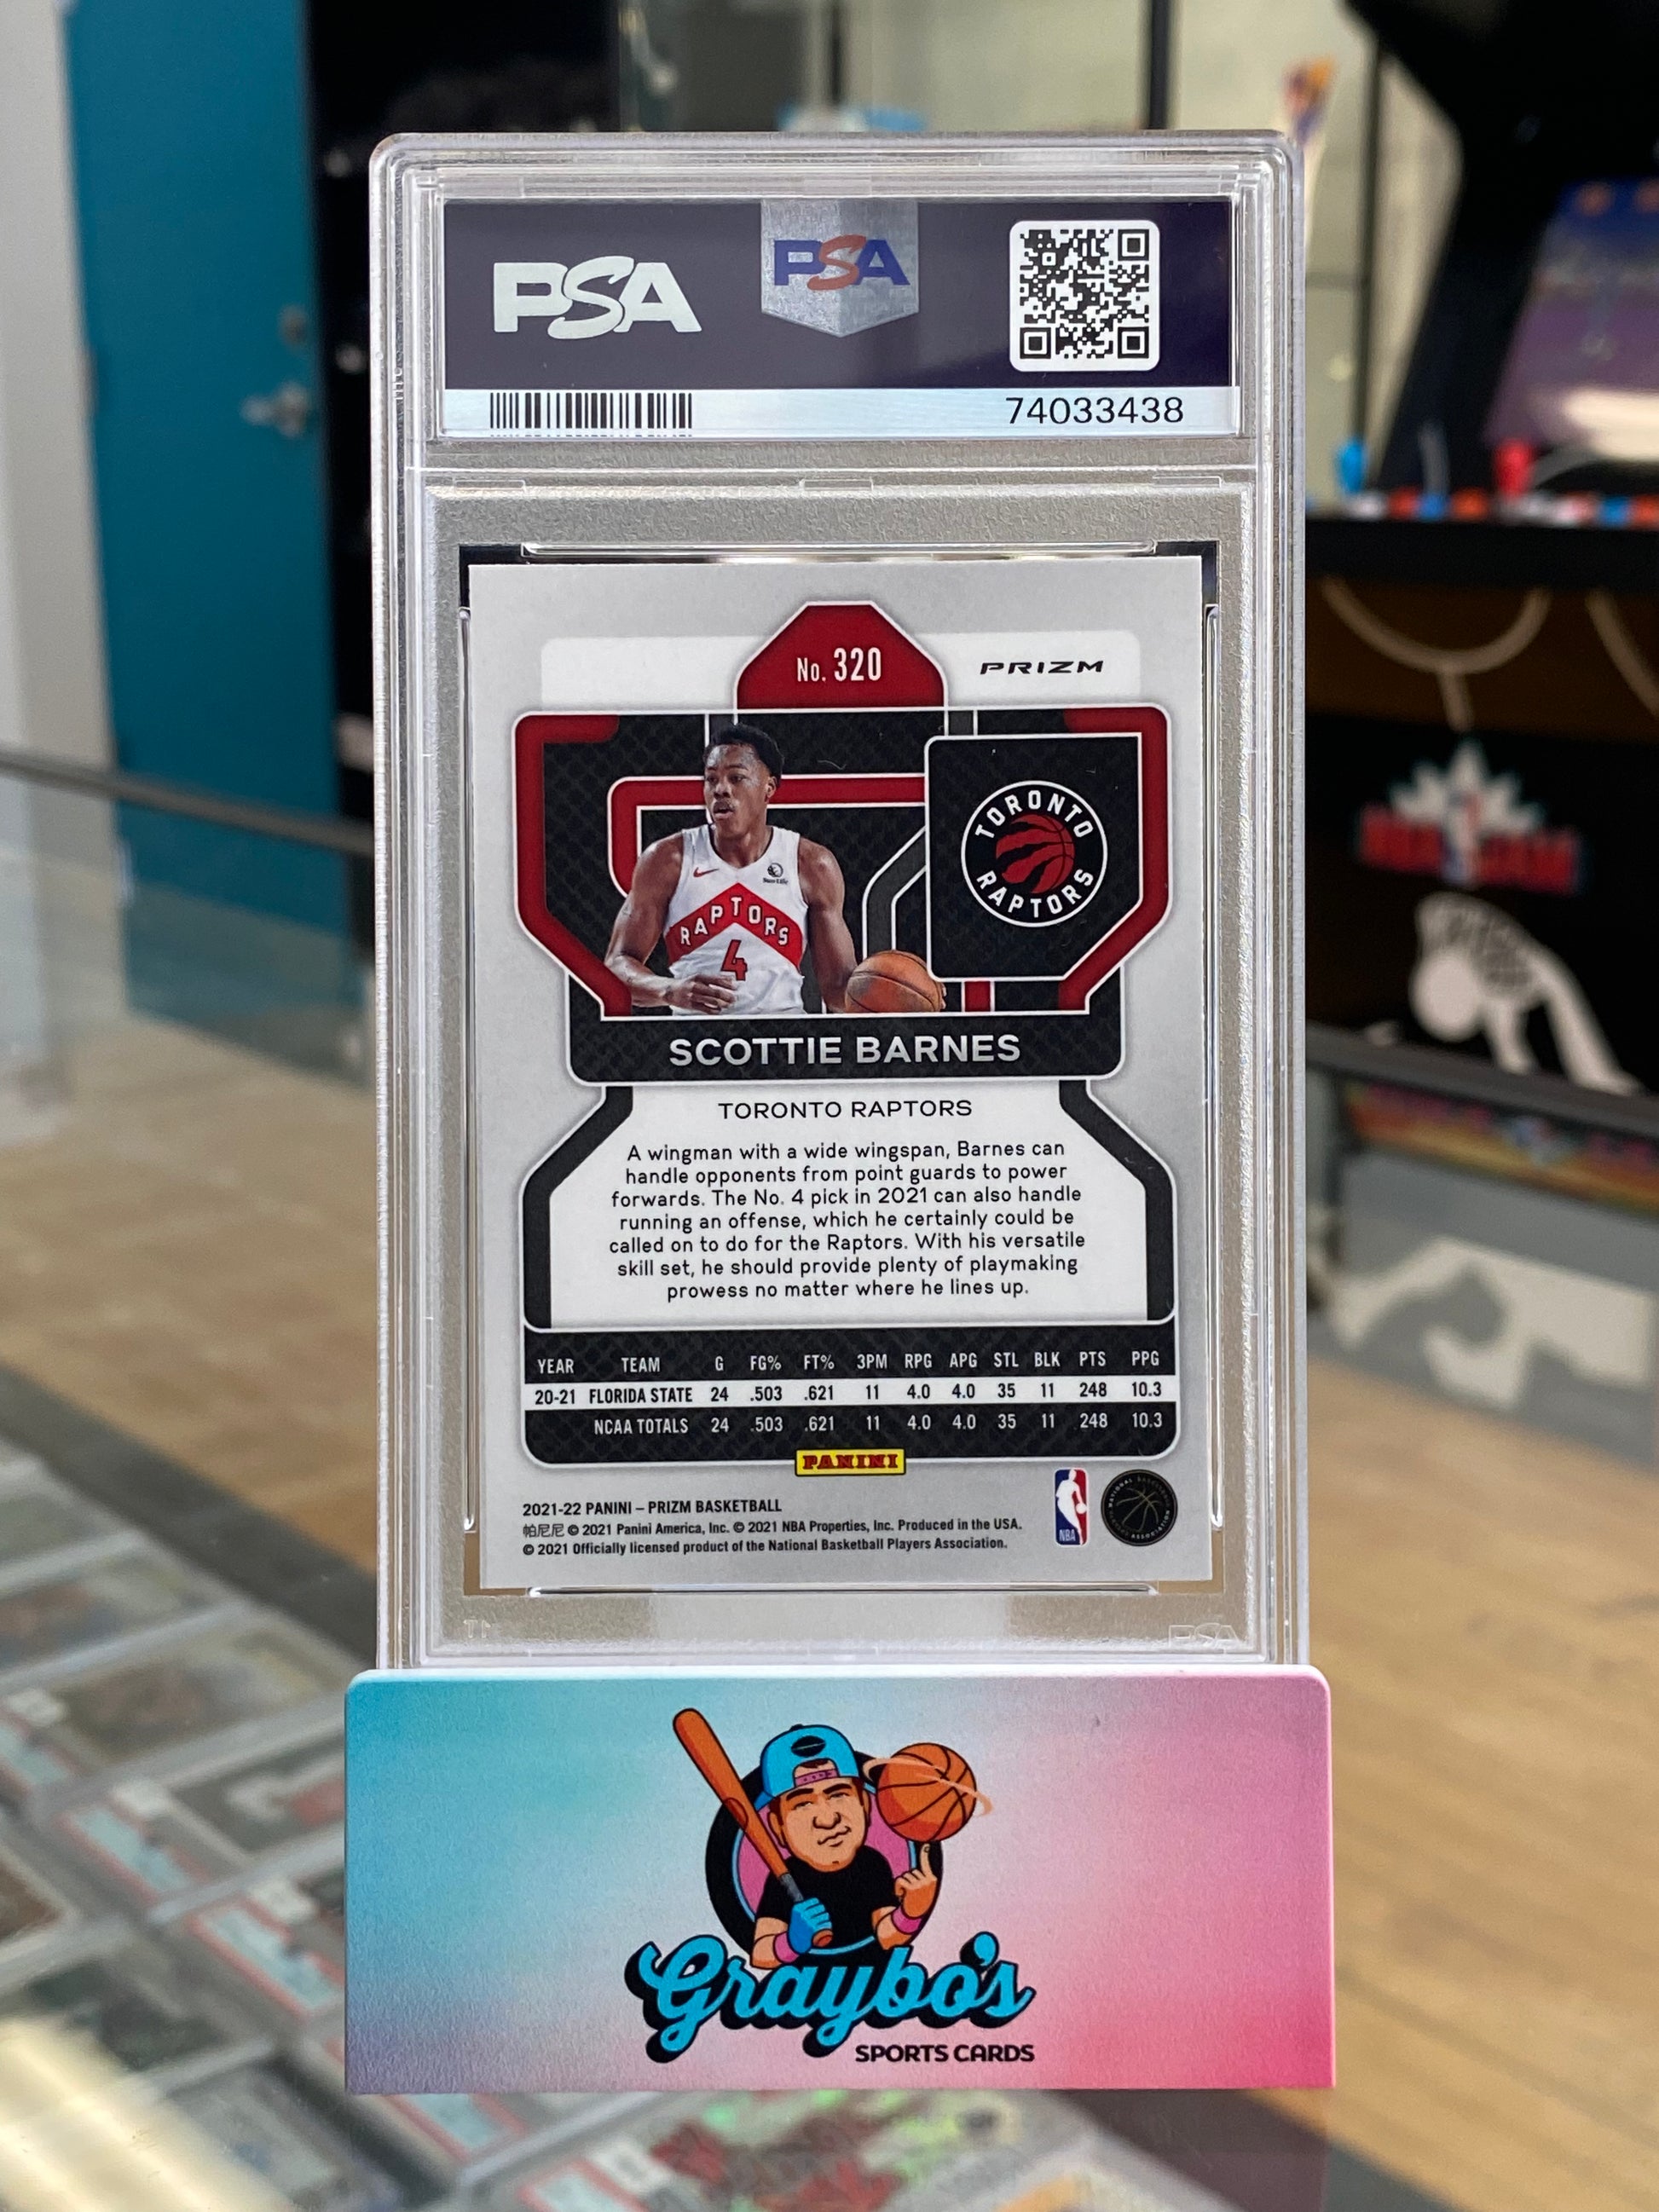 PSA
PSA
74033438
No. 320
PRIZM
TORONTO
RAPTORS
RAPTORS
4
SCOTTIE BARNES
TORONTO RAPTORS
A wingman with a wide wingspan, Barnes can
handle opponents from point guards to power
forwards. The No. 4 pick in 2021 can also handle
running an offense, which he certainly could be
called on to do for the Raptors. With his versatile
skill set, he should provide plenty of playmaking
prowess no matter where he lines up.
YEAR TEAM G FG% FT% 3PM RPG APG STL BLK PTS PPG
20-21 FLORIDA STATE 24 .503 .621 11 4.0 4.0 35 11 248 10.3
NCAA TOTALS 24 .503 .621 11 4.0 4.0 35 11 248 10.3
PANINI
2021-22 PANINI – PRIZM BASKETBALL
帕尼尼 © 2021 Panini America, Inc. © 2021 NBA Properties, Inc. Produced in the USA.
© 2021 Officially licensed product of the National Basketball Players Association.
NBA
PSA
Graybo's
SPORTS CARDS